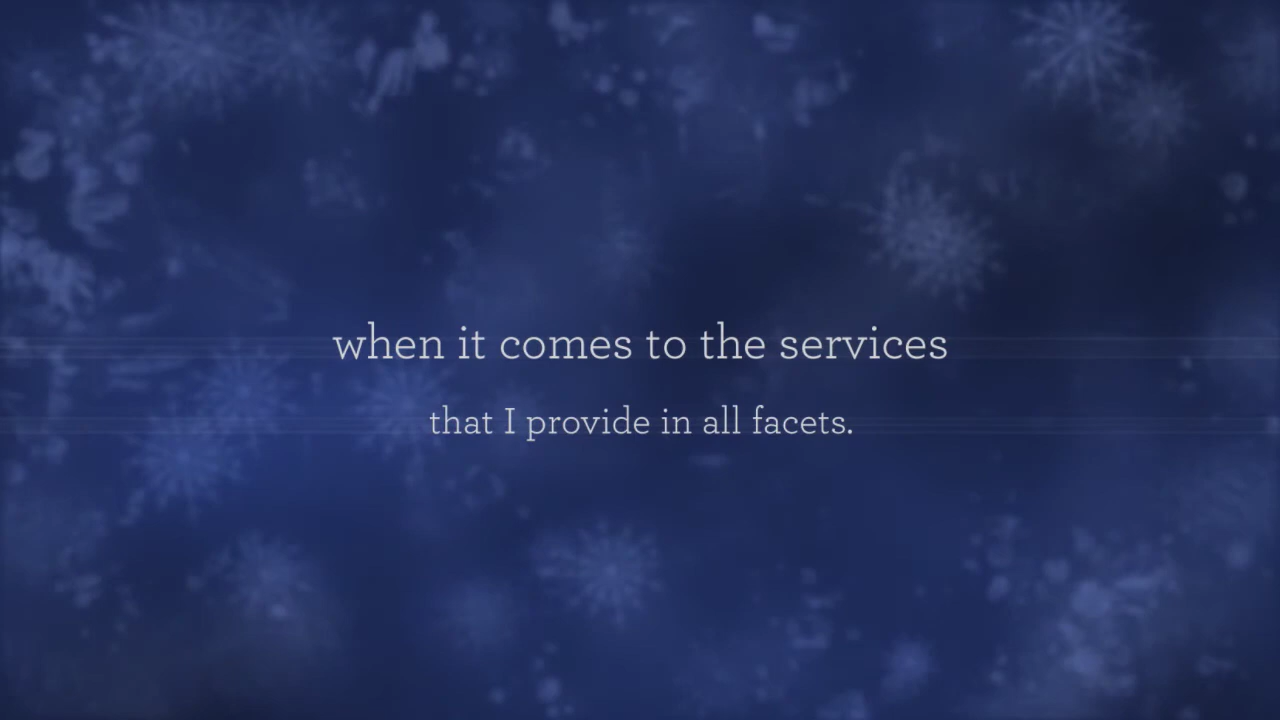 when it comes to the services
that I provide in all facets.